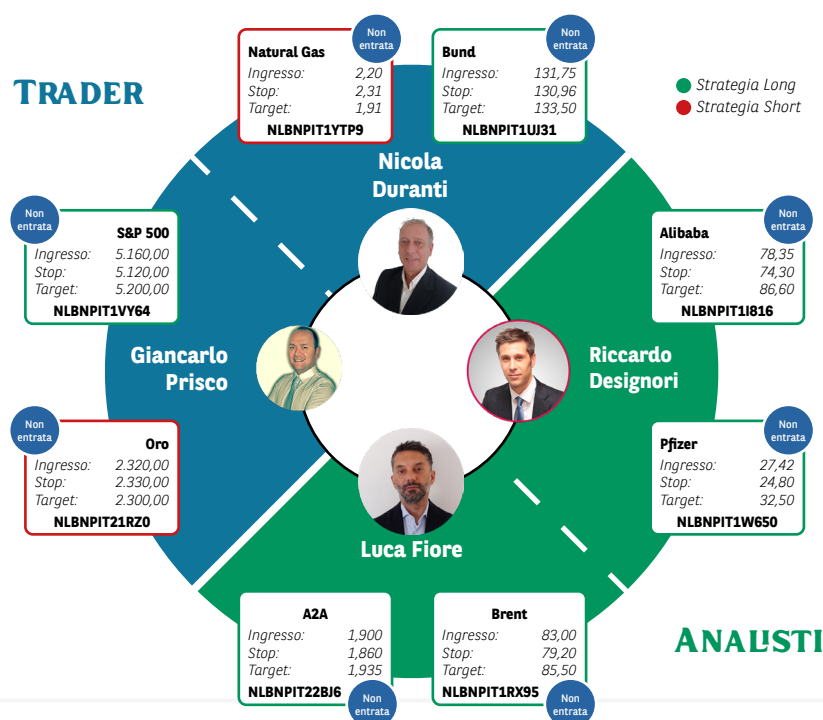 TRADER
Non
entrata
Natural Gas
Ingresso: 2,20
Stop: 2,31
Target: 1,91
NLBNPIT1YTP9
Non
entrata
Bund
Ingresso: 131,75
Stop: 130,96
Target: 133,50
NLBNPIT1UJ31
Strategia Long
Strategia Short
Nicola
Duranti
Non
entrata
S&P 500
Ingresso: 5.160,00
Stop: 5.120,00
Target: 5.200,00
NLBNPIT1VY64
Non
entrata
Alibaba
Ingresso: 78,35
Stop: 74,30
Target: 86,60
NLBNPIT1I816
Giancarlo
Prisco
Riccardo
Designori
Non
entrata
Oro
Ingresso: 2.320,00
Stop: 2.330,00
Target: 2.300,00
NLBNPIT21RZ0
Non
entrata
Pfizer
Ingresso: 27,42
Stop: 24,80
Target: 32,50
NLBNPIT1W650
Luca Fiore
A2A
Ingresso: 1,900
Stop: 1,860
Target: 1,935
NLBNPIT22BJ6
Non
entrata
Brent
Ingresso: 83,00
Stop: 79,20
Target: 85,50
NLBNPIT1RX95
Non
entrata
ANALISTI